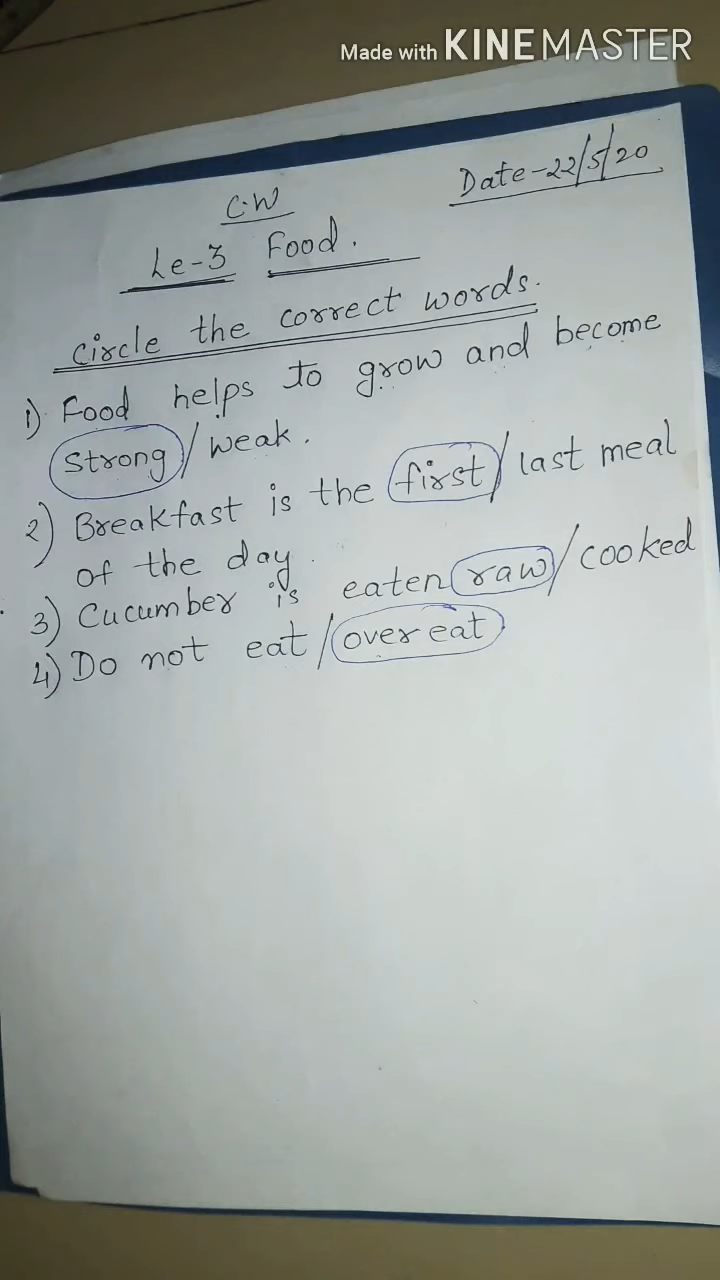 Made with KINEMASTER
Date-22/5/20
C.W
Le-3 Food.
Circle the correct words.
1) Food helps to grow and become
strong/weak.
2) Breakfast is the first/last meal
of the day.
3) Cucumber is eaten raw/cooked
4) Do not eat/over eat